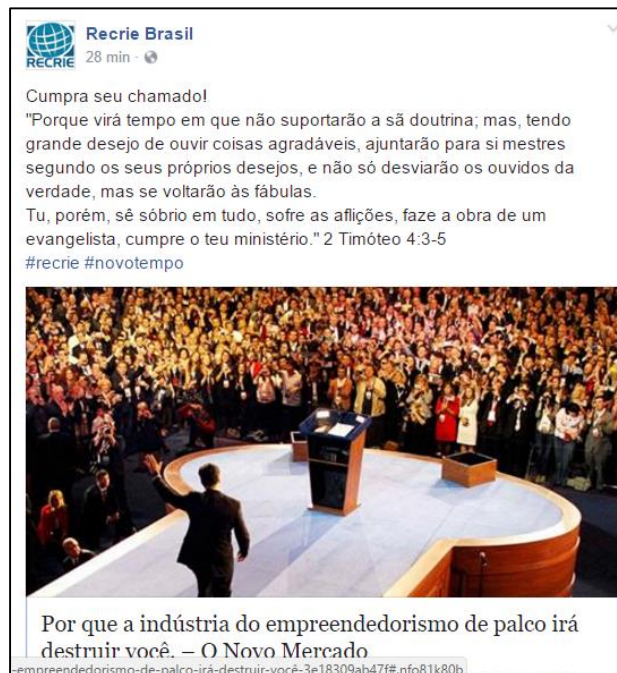 RECRIE
Recrie Brasil
28 min ·
Cumpra seu chamado!
"Porque virá tempo em que não suportarão a sã doutrina; mas, tendo
grande desejo de ouvir coisas agradáveis, ajuntarão para si mestres
segundo os seus próprios desejos, e não só desviarão os ouvidos da
verdade, mas se voltarão às fábulas.
Tu, porém, sê sóbrio em tudo, sofre as aflições, faze a obra de um
evangelista, cumpre o teu ministério." 2 Timóteo 4:3-5
#recrie #novotempo
Por que a indústria do empreendedorismo de palco irá
destruir você. – O Novo Mercado
-empreendedorismo-de-palco-irá-destruir-você-3e18309ab47f#.nfo81k80b